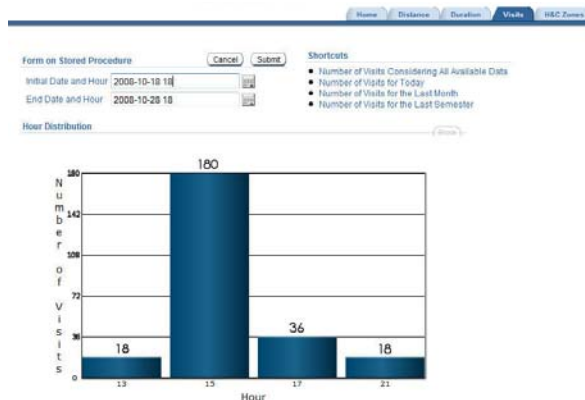 Home Distance Duration Visits H&C Zones
Form on Stored Procedure Cancel Submit
Initial Date and Hour 2008-10-18 18
End Date and Hour 2008-10-28 18
Shortcuts
Number of Visits Considering All Available Data
Number of Visits for Today
Number of Visits for the Last Month
Number of Visits for the Last Semester
Hour Distribution
Number of Visits
180
142
108
72
36
0
18
180
36
18
13 15 17 21
Hour